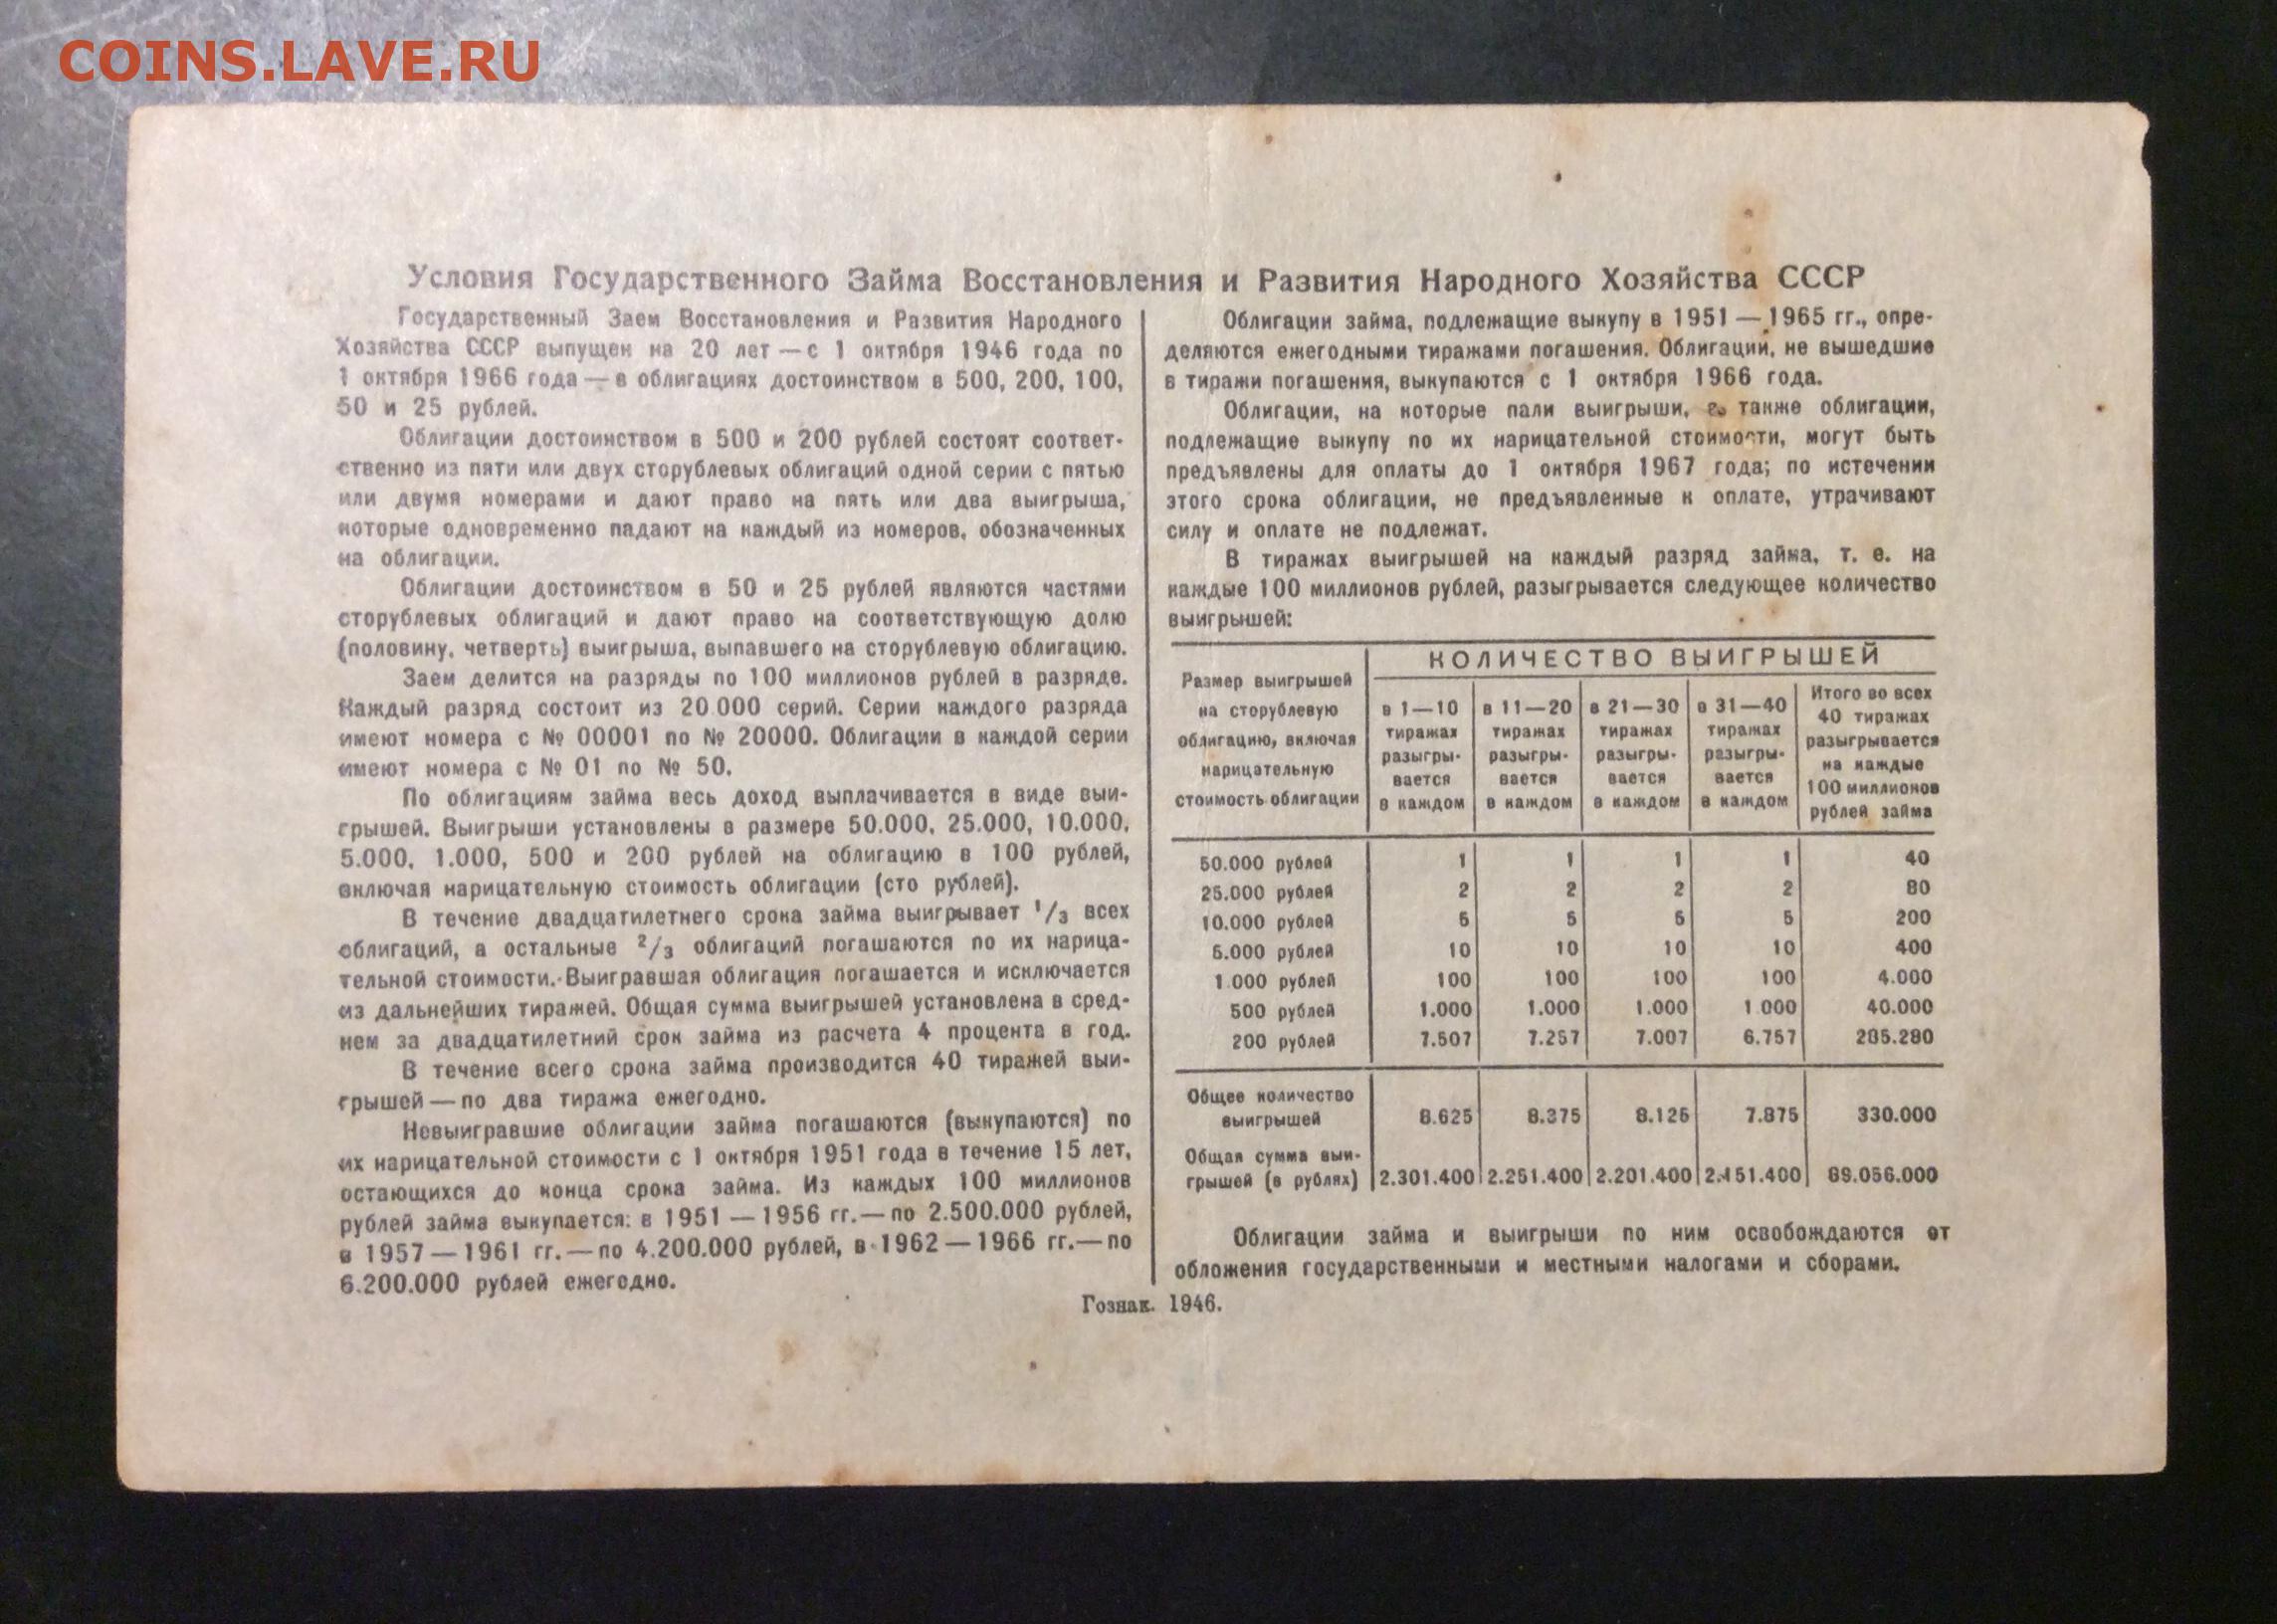 COINS.LAVE.RU
Условия Государственного Займа Восстановления и Развития Народного Хозяйства СССР
Государственный Заем Восстановления и Развития Народного
Хозяйства СССР выпущен на 20 лет — с 1 октября 1946 года по
1 октября 1966 года — в облигациях достоинством в 500, 200, 100,
50 и 25 рублей.
Облигации достоинством в 500 и 200 рублей состоят соответ-
ственно из пяти или двух сторублевых облигаций одной серии с пятью
или двумя номерами и дают право на пять или два выигрыша,
которые одновременно падают на каждый из номеров, обозначенных
на облигации.
Облигации достоинством в 50 и 25 рублей являются частями
сторублевых облигаций и дают право на соответствующую долю
(половину, четверть) выигрыша, выпавшего на сторублевую облигацию.
Заем делится на разряды по 100 миллионов рублей в разряде.
Каждый разряд состоит из 20 000 серий. Серии каждого разряда
имеют номера с № 00001 по № 20000. Облигации в каждой серии
имеют номера с № 01 по № 50.
По облигациям займа весь доход выплачивается в виде выи-
грышей. Выигрыши установлены в размере 50.000, 25.000, 10.000,
5.000, 1.000, 500 и 200 рублей на облигацию в 100 рублей,
включая нарицательную стоимость облигации (сто рублей).
В течение двадцатилетнего срока займа выигрывает 1/3 всех
облигаций, а остальные 2/3 облигаций погашаются по их нарица-
тельной стоимости. Выигравшая облигация погашается и исключается
из дальнейших тиражей. Общая сумма выигрышей установлена в сред-
нем за двадцатилетний срок займа из расчета 4 процента в год.
В течение всего срока займа производится 40 тиражей выи-
грышей — по два тиража ежегодно.
Невыигравшие облигации займа погашаются (выкупаются) по
их нарицательной стоимости с 1 октября 1951 года в течение 15 лет,
остающихся до конца срока займа. Из каждых 100 миллионов
рублей займа выкупается: в 1951 — 1956 гг. — по 2.500.000 рублей,
в 1957 — 1961 гг. — по 4.200.000 рублей, в 1962 — 1966 гг. — по
6.200.000 рублей ежегодно.
Облигации займа, подлежащие выкупу в 1951 — 1965 гг., опре-
деляются ежегодными тиражами погашения. Облигации, не вышедшие
в тиражи погашения, выкупаются с 1 октября 1966 года.
Облигации, на которые пали выигрыши, а также облигации,
подлежащие выкупу по их нарицательной стоимости, могут быть
предъявлены для оплаты до 1 октября 1967 года; по истечении
этого срока облигации, не предъявленные к оплате, утрачивают
силу и оплате не подлежат.
В тиражах выигрышей на каждый разряд займа, т. е. на
каждые 100 миллионов рублей, разыгрывается следующее количество
выигрышей:
Размер выигрышей
на сторублевую
облигацию, включая
нарицательную
стоимость облигации
КОЛИЧЕСТВО ВЫИГРЫШЕЙ
в 1—10
тиражах
разыгры-
вается
в каждом
в 11—20
тиражах
разыгры-
вается
в каждом
в 21—30
тиражах
разыгры-
вается
в каждом
в 31—40
тиражах
разыгры-
вается
в каждом
Итого во всех
40 тиражах
разыгрывается
на каждые
100 миллионов
рублей займа
50.000 рублей 1 1 1 1 40
25.000 рублей 2 2 2 2 80
10.000 рублей 5 5 5 5 200
5.000 рублей 10 10 10 10 400
1.000 рублей 100 100 100 100 4.000
500 рублей 1.000 1.000 1.000 1.000 40.000
200 рублей 7.507 7.257 7.007 6.757 285.280
Общее количество
выигрышей 8.625 8.375 8.125 7.875 330.000
Общая сумма выи-
грышей (в рублях) 2.301.400 2.251.400 2.201.400 2.151.400 89.056.000
Облигации займа и выигрыши по ним освобождаются от
обложения государственными и местными налогами и сборами.
Гознак. 1946.